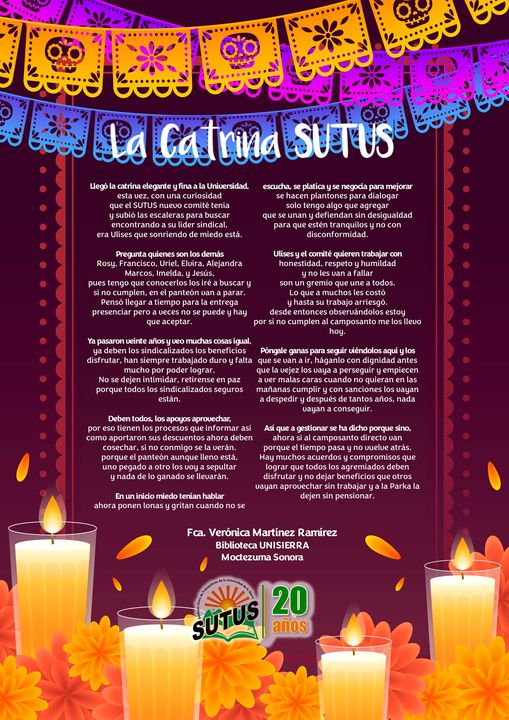 La Catrina SUTUS
Llegó la catrina elegante y fina a la Universidad,
esta vez, con una curiosidad
que el SUTUS nuevo comité tenía
y subió las escaleras para buscar
encontrando a su líder sindical,
era Ulises que sonriendo de miedo está.
Pregunta quienes son los demás
Rosy, Francisco, Uriel, Elvira, Alejandra
Marcos, Imelda, y Jesús,
pues tengo que conocerlos los iré a buscar y
si no cumplen, en el panteón van a parar.
Pensó llegar a tiempo para la entrega
presencial pero a veces no se puede y hay
que aceptar.
Ya pasaron veinte años y veo muchas cosas igual,
ya deben los sindicalizados los beneficios
disfrutar, han siempre trabajado duro y falta
mucho por poder lograr.
No se dejen intimidar, retírense en paz
porque todos los sindicalizados seguros
están.
Deben todos, los apoyos aprovechar,
por eso tienen los procesos que informar así
como aportaron sus descuentos ahora deben
cosechar, si no conmigo se la verán.
porque el panteón aunque lleno está,
uno pegado a otro los voy a sepultar
y nada de lo ganado se llevarán.
En un inicio miedo tenían hablar
ahora ponen lonas y gritan cuando no se
escucha, se platica y se negocia para mejorar
se hacen plantones para dialogar
solo tengo algo que agregar
que se unan y defiendan sin desigualdad
para que estén tranquilos y no con
disconformidad.
Ulises y el comité quieren trabajar con
honestidad, respeto y humildad
y no les van a fallar
son un gremio que une a todos.
Lo que a muchos les costó
y hasta su trabajo arriesgó,
desde entonces observándolos estoy
por si no cumplen al camposanto me los llevo
hoy.
Póngale ganas para seguir viéndolos aquí y los
que se van a ir, háganlo con dignidad antes
que la vejez los vaya a perseguir y empiecen
a ver malas caras cuando no quieran en las
mañanas cumplir y con sanciones los vayan
a despedir y después de tantos años, nada
vayan a conseguir.
Así que a gestionar se ha dicho porque sino,
ahora si al camposanto directo van
porque el tiempo pasa y no vuelve atrás.
Hay muchos acuerdos y compromisos que
lograr que todos los agremiados deben
disfrutar y no dejar beneficios que otros
vayan aprovechar sin trabajar y a la Parka la
dejen sin pensionar.
Fca. Verónica Martínez Ramírez
Biblioteca UNISIERRA
Moctezuma Sonora
SUTUS
20
años